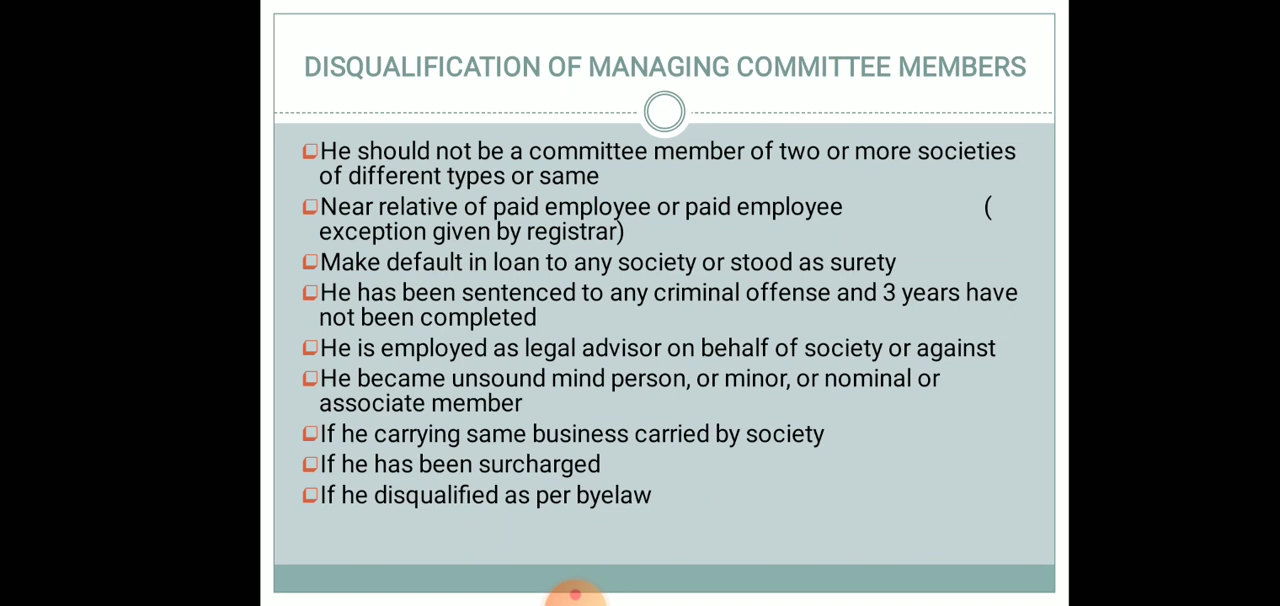 DISQUALIFICATION OF MANAGING COMMITTEE MEMBERS
He should not be a committee member of two or more societies
of different types or same
Near relative of paid employee or paid employee (
exception given by registrar)
Make default in loan to any society or stood as surety
He has been sentenced to any criminal offense and 3 years have
not been completed
He is employed as legal advisor on behalf of society or against
He became unsound mind person, or minor, or nominal or
associate member
If he carrying same business carried by society
If he has been surcharged
If he disqualified as per byelaw